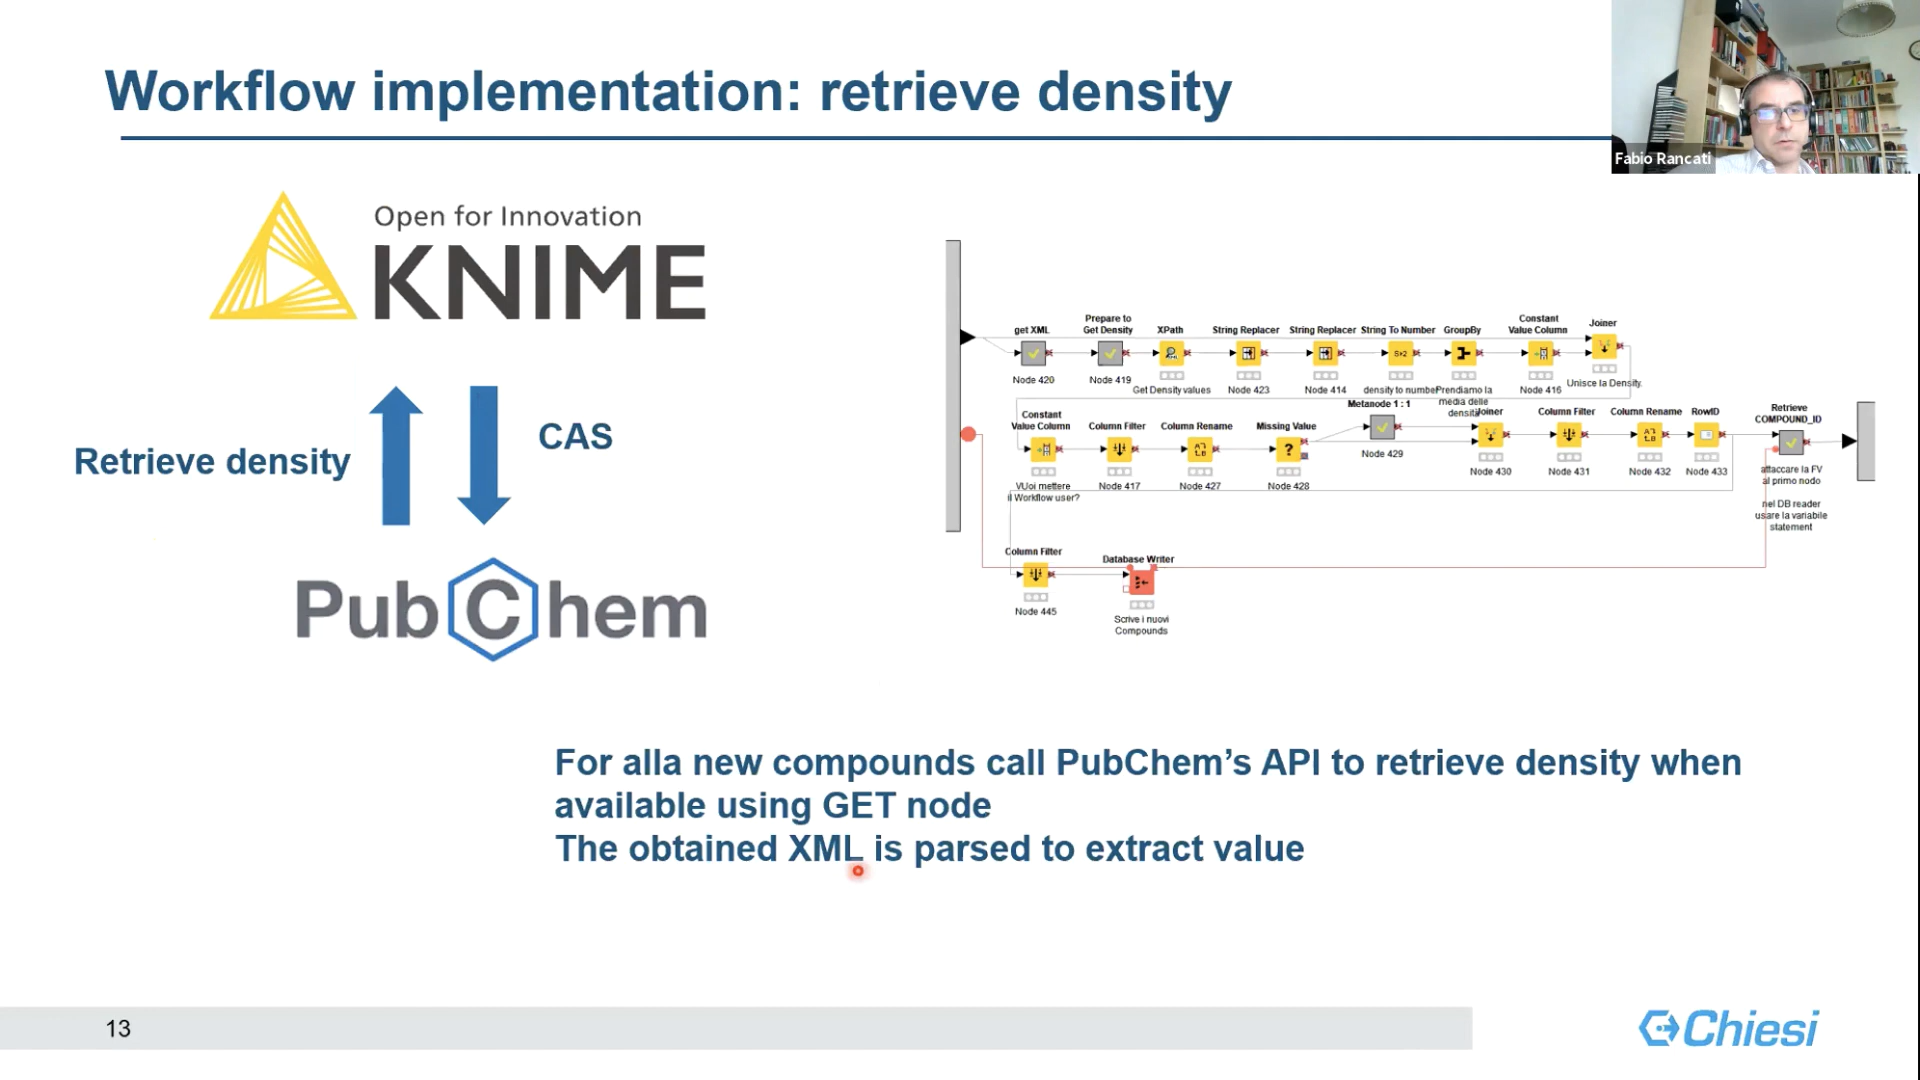 Workflow implementation: retrieve density
Fabio Rancati
Open for Innovation
KNIME
Retrieve density
CAS
PubChem
get XML
Node 420
Prepare to
Get Density
Node 419
XPath
Get Density values
String Replacer
Node 423
String Replacer
Node 414
String To Number
density to number
GroupBy
Prendiamo la
media delle
densità
Constant
Value Column
Node 416
Joiner
Unisce la Density.
Constant
Value Column
VUoi mettere
il Workflow user?
Column Filter
Node 417
Column Rename
Node 427
Missing Value
Node 428
Metanode 1 : 1
Node 429
Joiner
Node 430
Column Filter
Node 431
Column Rename
Node 432
RowID
Node 433
Retrieve
COMPOUND_ID
attaccare la FV
al primo nodo
nel DB reader
usare la variabile
statement
Column Filter
Node 445
Database Writer
Scrive i nuovi
Compounds
For alla new compounds call PubChem’s API to retrieve density when
available using GET node
The obtained XML is parsed to extract value
13
Chiesi